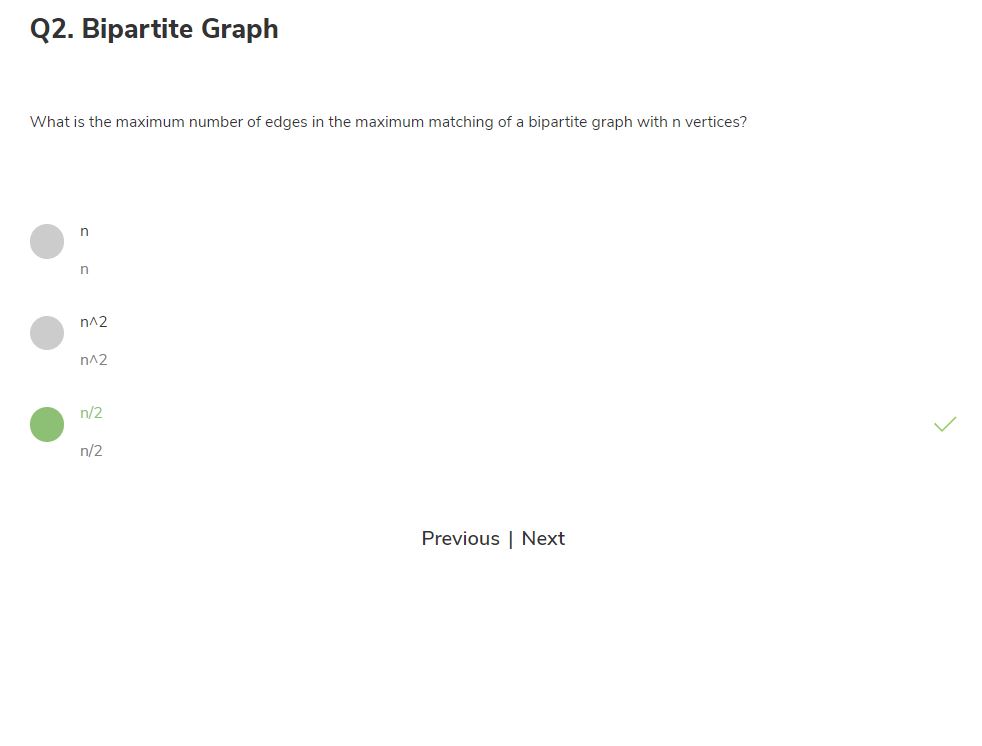 Q2. Bipartite Graph
What is the maximum number of edges in the maximum matching of a bipartite graph with n vertices?
n
n
n^2
n^2
n/2
n/2
Previous | Next